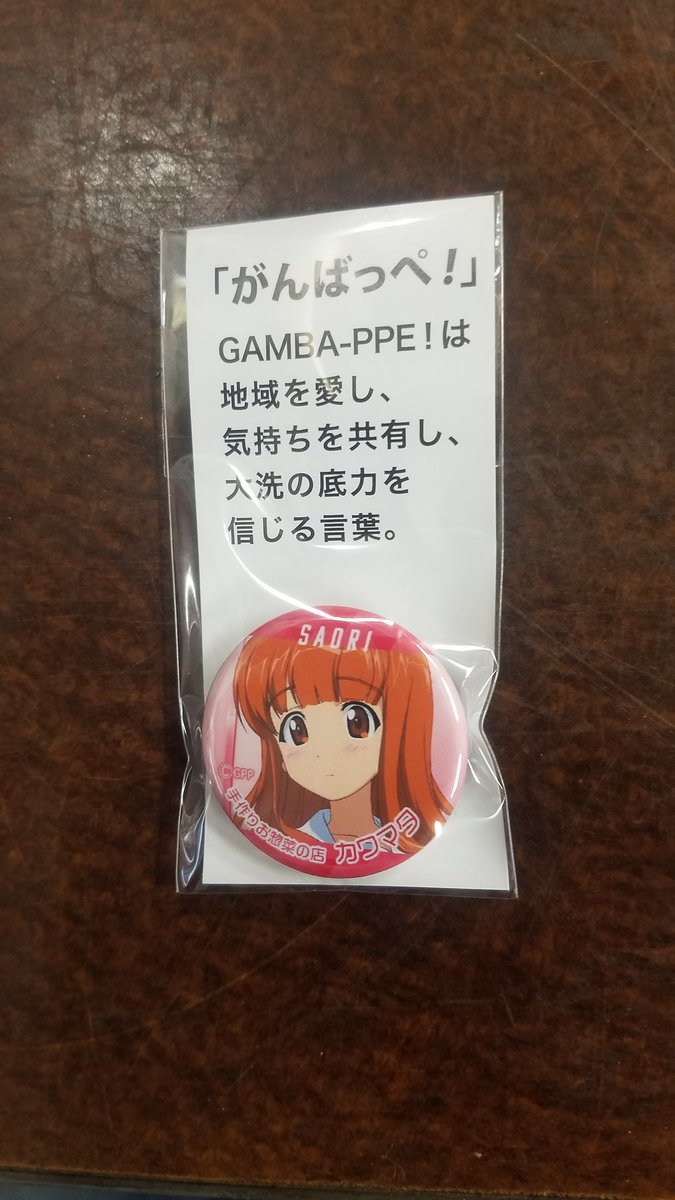 「がんばっぺ！」
GAMBA-PPE！は
地域を愛し、
気持ちを共有し、
大洗の底力を
信じる言葉。
SAORI
©GPP
手作りお惣菜の店 カワマタ